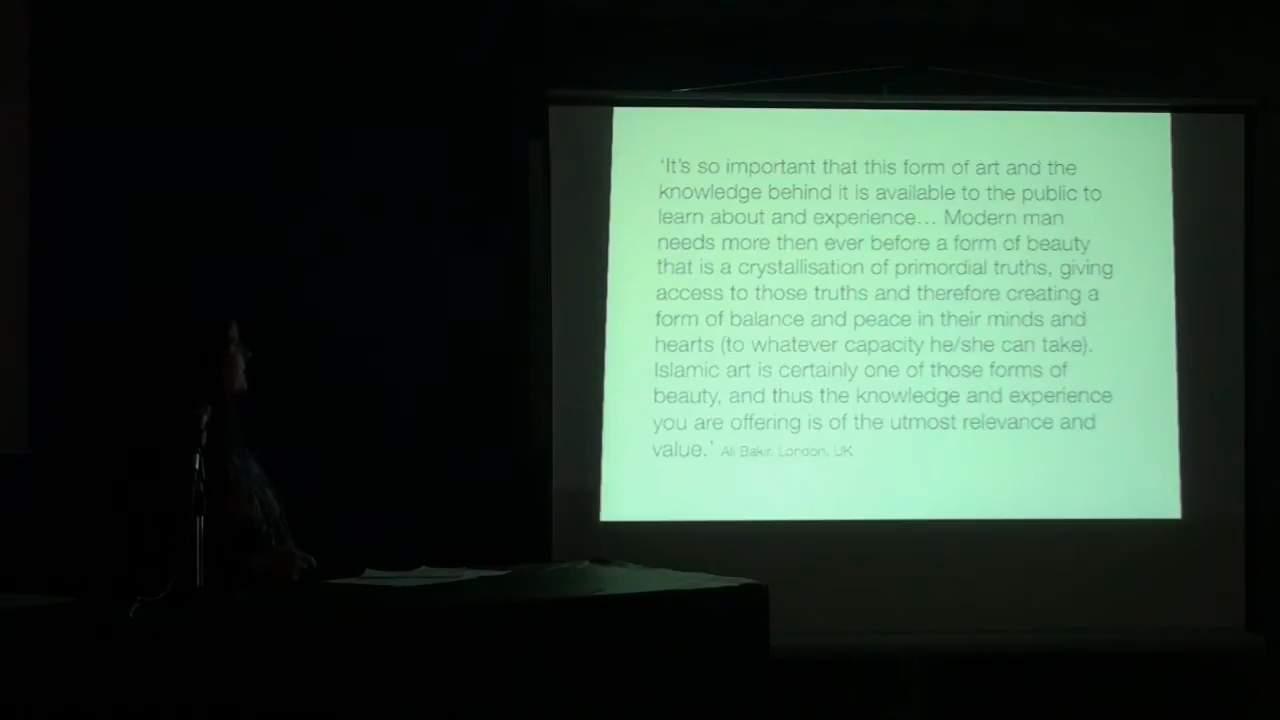 ‘It’s so important that this form of art and the
knowledge behind it is available to the public to
learn about and experience… Modern man
needs more then ever before a form of beauty
that is a crystallisation of primordial truths, giving
access to those truths and therefore creating a
form of balance and peace in their minds and
hearts (to whatever capacity he/she can take).
Islamic art is certainly one of those forms of
beauty, and thus the knowledge and experience
you are offering is of the utmost relevance and
value.’ Ali Bakir. London, UK